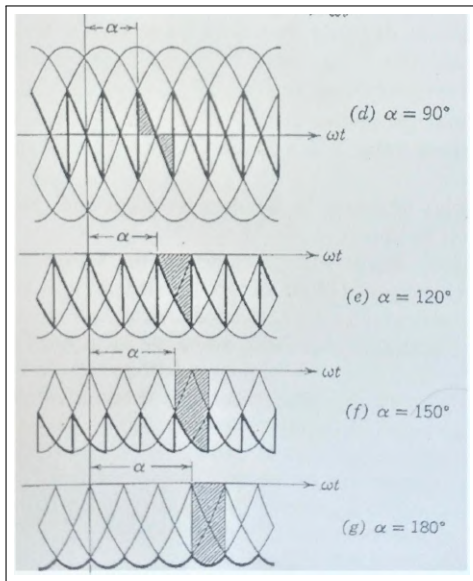 α
(d) α = 90°
ωt
α
ωt
(e) α = 120°
α
ωt
(f) α = 150°
α
ωt
(g) α = 180°